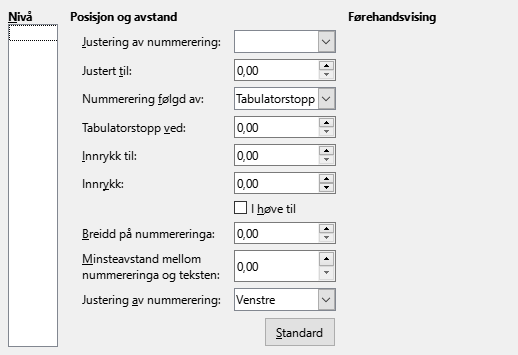 Nivå
Posisjon og avstand
Førehandsvising
Justering av nummerering:
Justert til: 0,00
Nummerering følgd av: Tabulatorstopp
Tabulatorstopp ved: 0,00
Innrykk til: 0,00
Innrykk: 0,00
I høve til
Breidd på nummereringa: 0,00
Minsteavstand mellom
nummereringa og teksten: 0,00
Justering av nummerering: Venstre
Standard